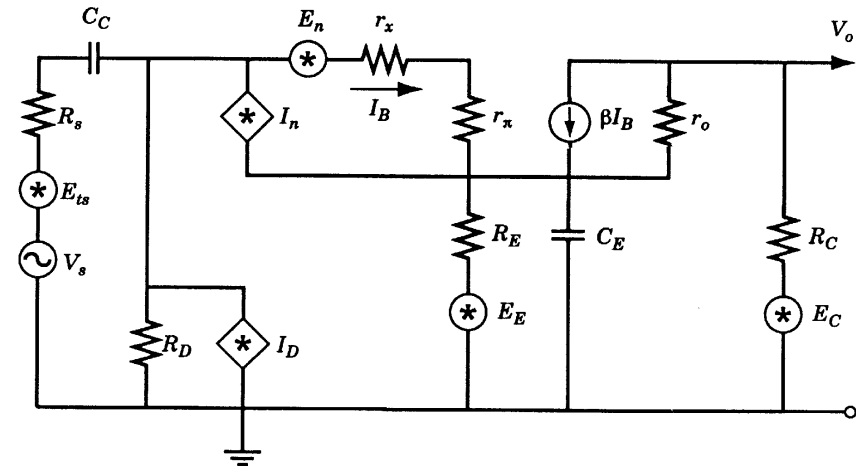 C_C
E_n
r_x
V_o
R_s
I_n
I_B
r_π
βI_B
r_o
E_ts
V_s
R_E
C_E
R_C
R_D
I_D
E_E
E_C